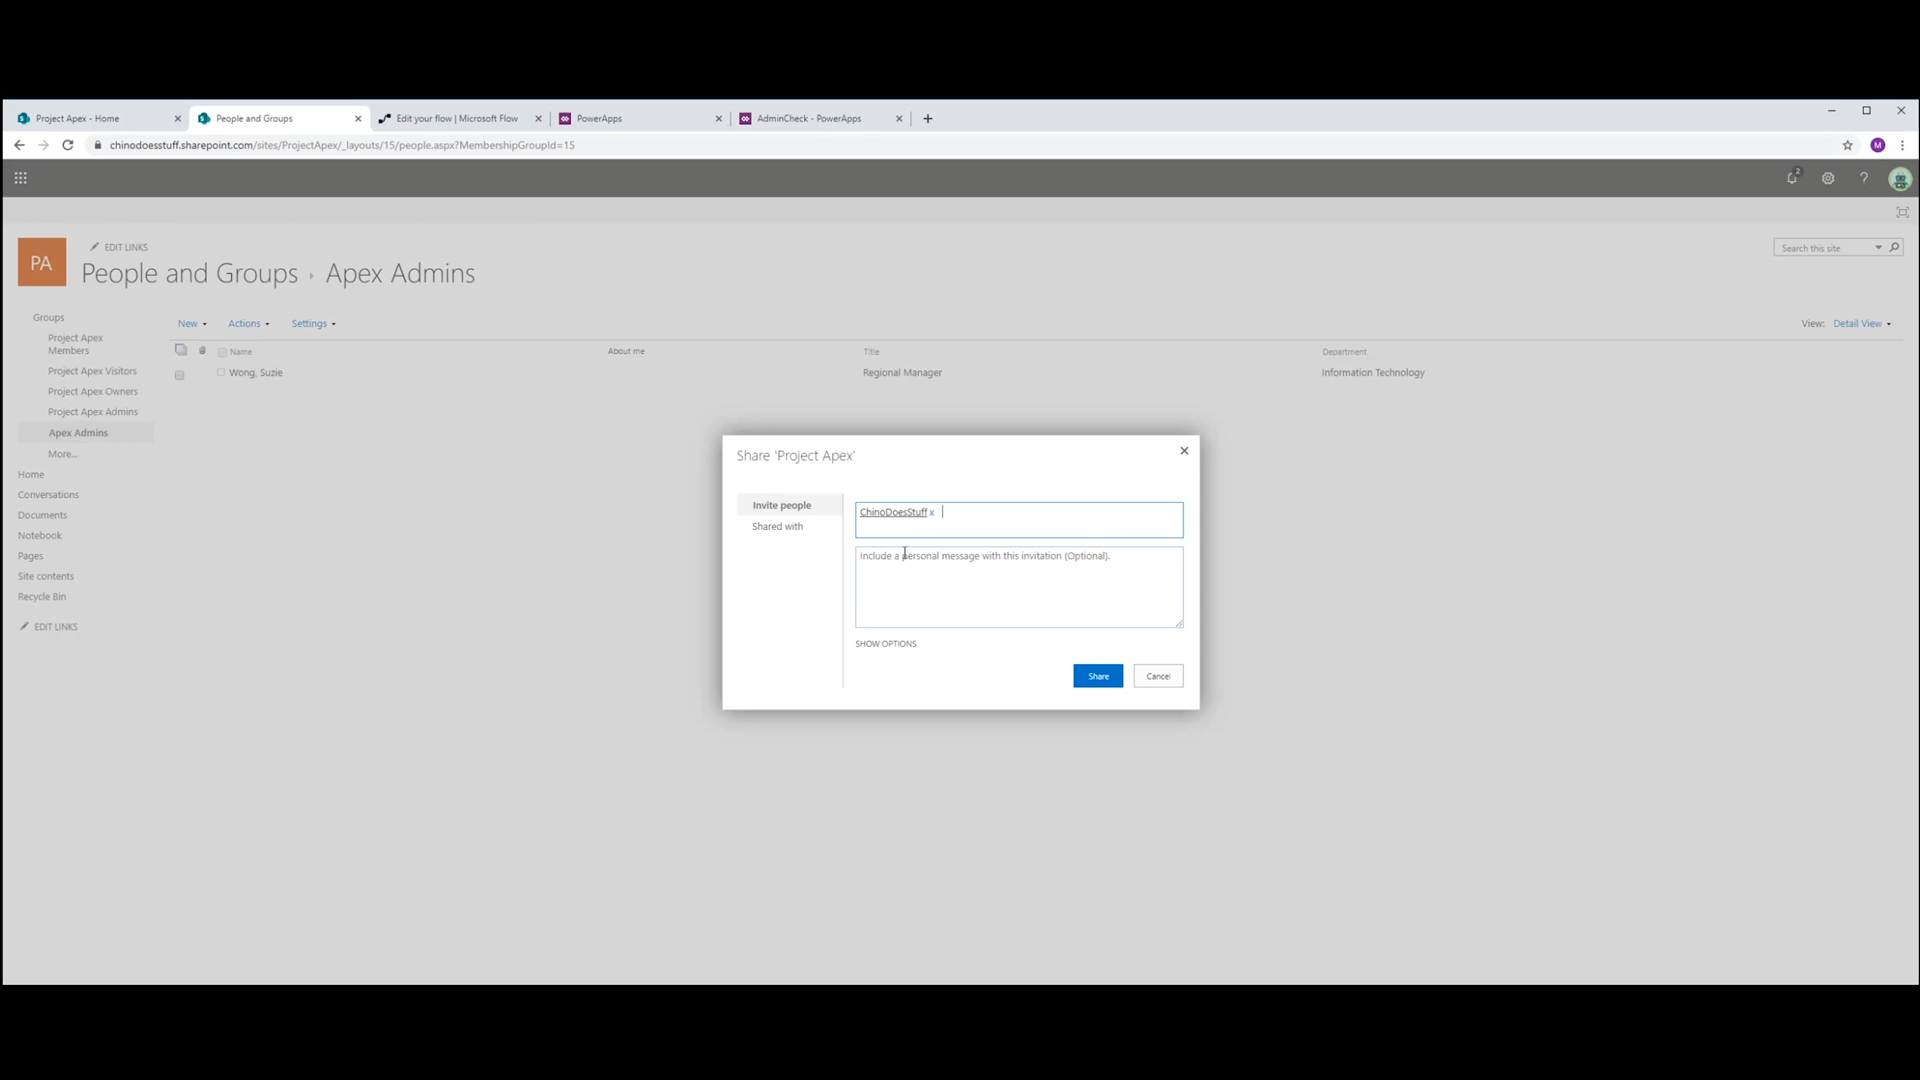 Project Apex - Home
People and Groups
Edit your flow | Microsoft Flow
PowerApps
AdminCheck - PowerApps
chinodoesstuff.sharepoint.com/sites/ProjectApex/_layouts/15/people.aspx?MembershipGroupId=15
M
2
?
PA
EDIT LINKS
People and Groups ▸ Apex Admins
Search this site
Groups
Project Apex
Members
Project Apex Visitors
Project Apex Owners
Project Apex Admins
Apex Admins
More...
Home
Conversations
Documents
Notebook
Pages
Site contents
Recycle Bin
EDIT LINKS
New Actions Settings
View: Detail View
Name About me Title Department
Wong, Suzie Regional Manager Information Technology
Share 'Project Apex'
Invite people
Shared with
ChinoDoesStuff x
Include a personal message with this invitation (Optional).
SHOW OPTIONS
Share Cancel